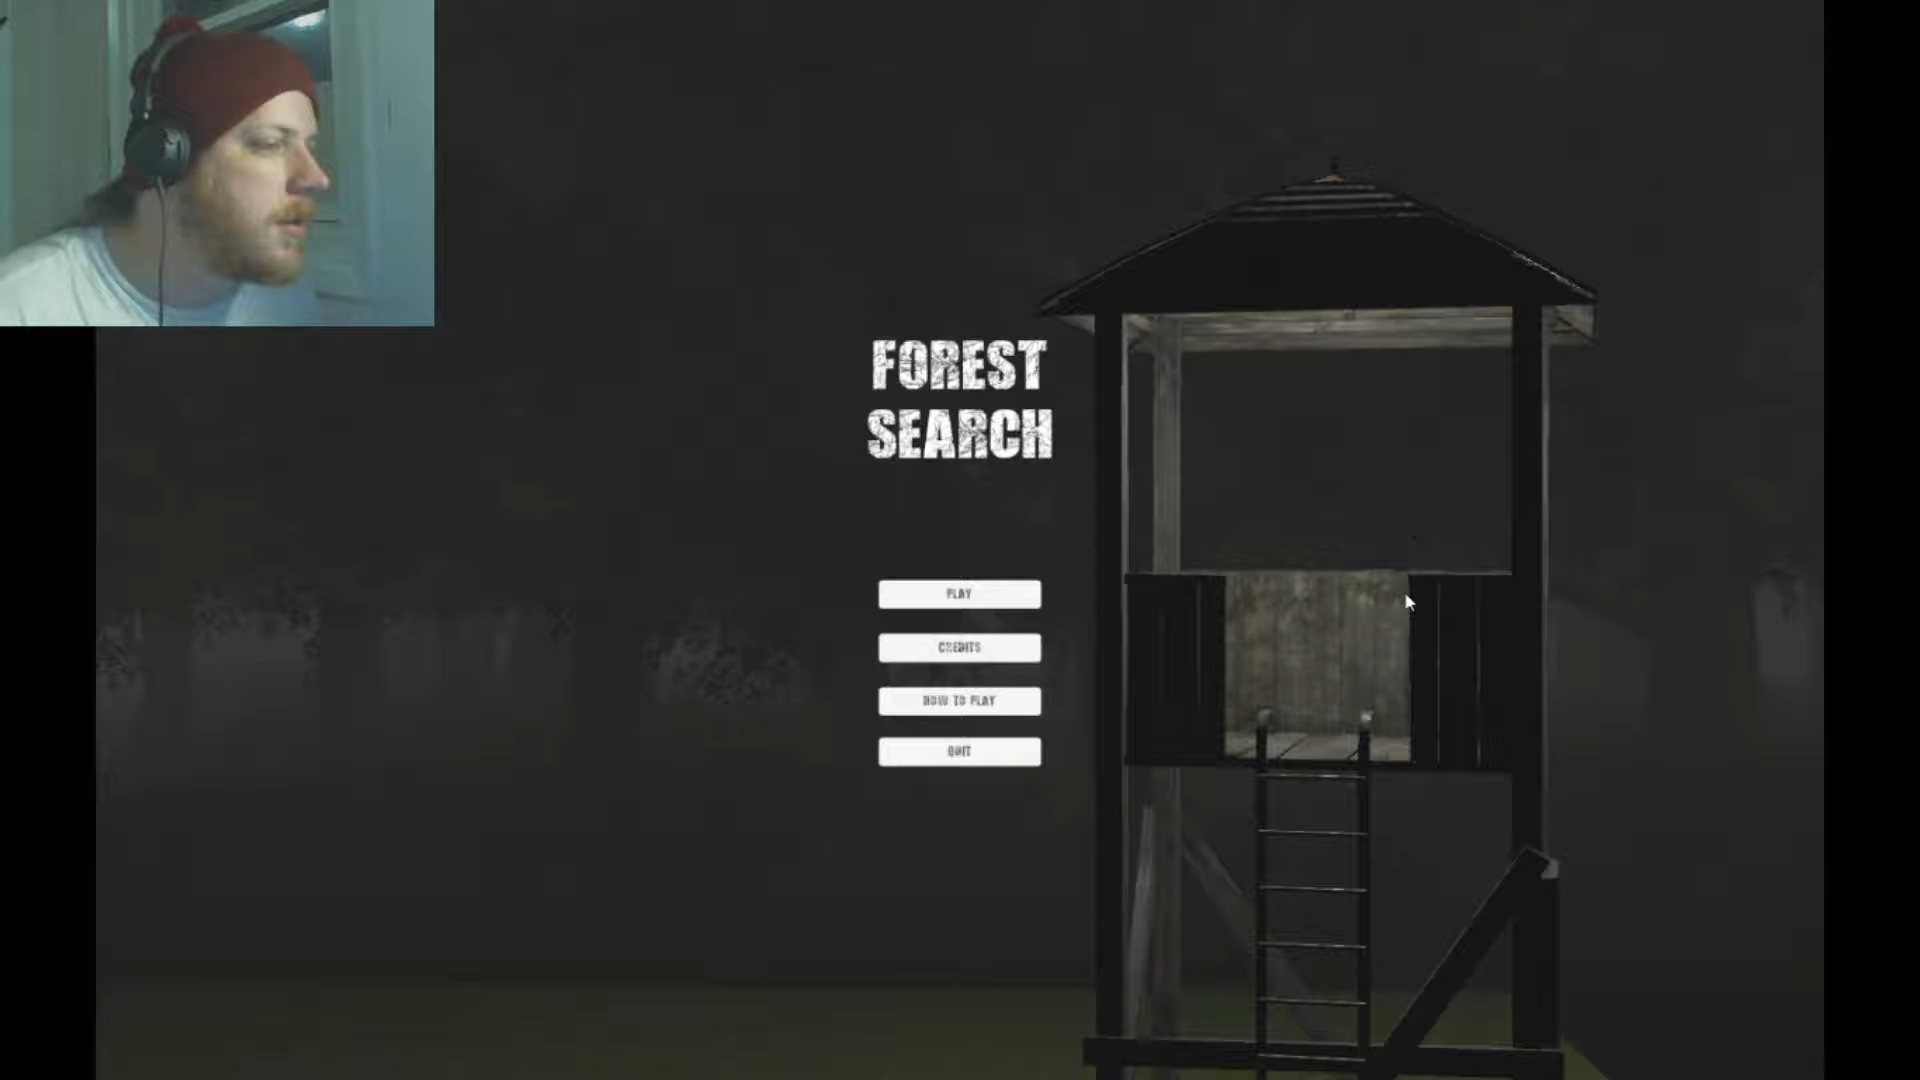 FOREST
SEARCH
PLAY
CREDITS
HOW TO PLAY
QUIT